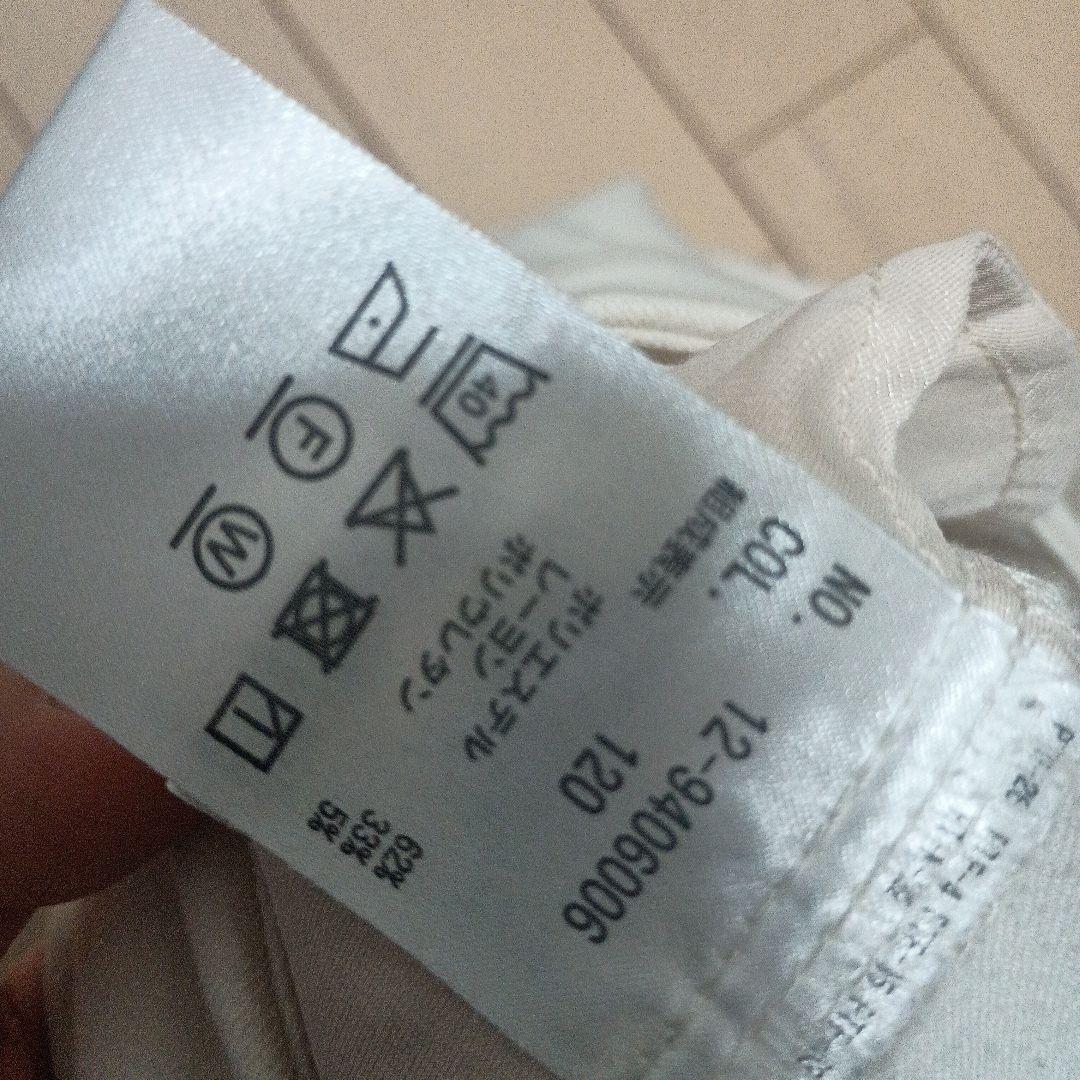 NO. 12-9406006
COL. 120
組成表示
ポリエステル 62%
レーヨン 33%
ポリウレタン 5%
40
F
W